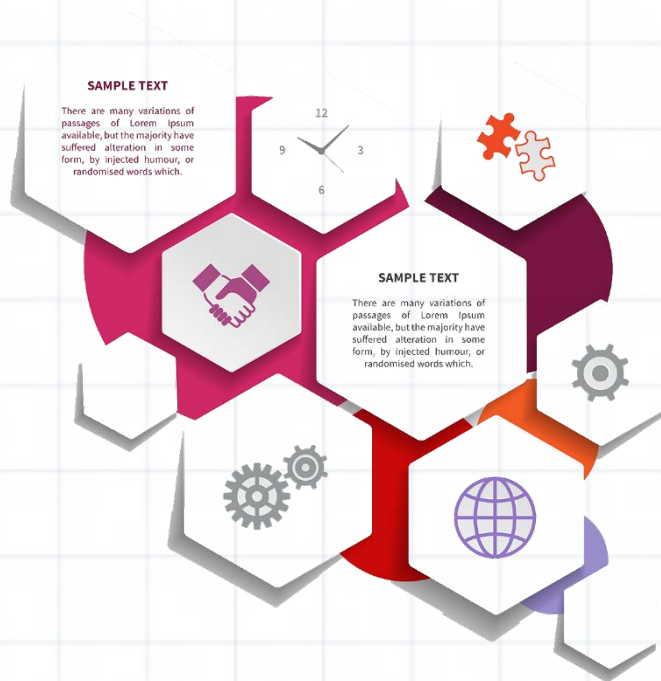 SAMPLE TEXT
There are many variations of
passages of Lorem Ipsum
available, but the majority have
suffered alteration in some
form, by injected humour, or
randomised words which.
12
9
3
6
SAMPLE TEXT
There are many variations of
passages of Lorem Ipsum
available, but the majority have
suffered alteration in some
form, by injected humour, or
randomised words which.